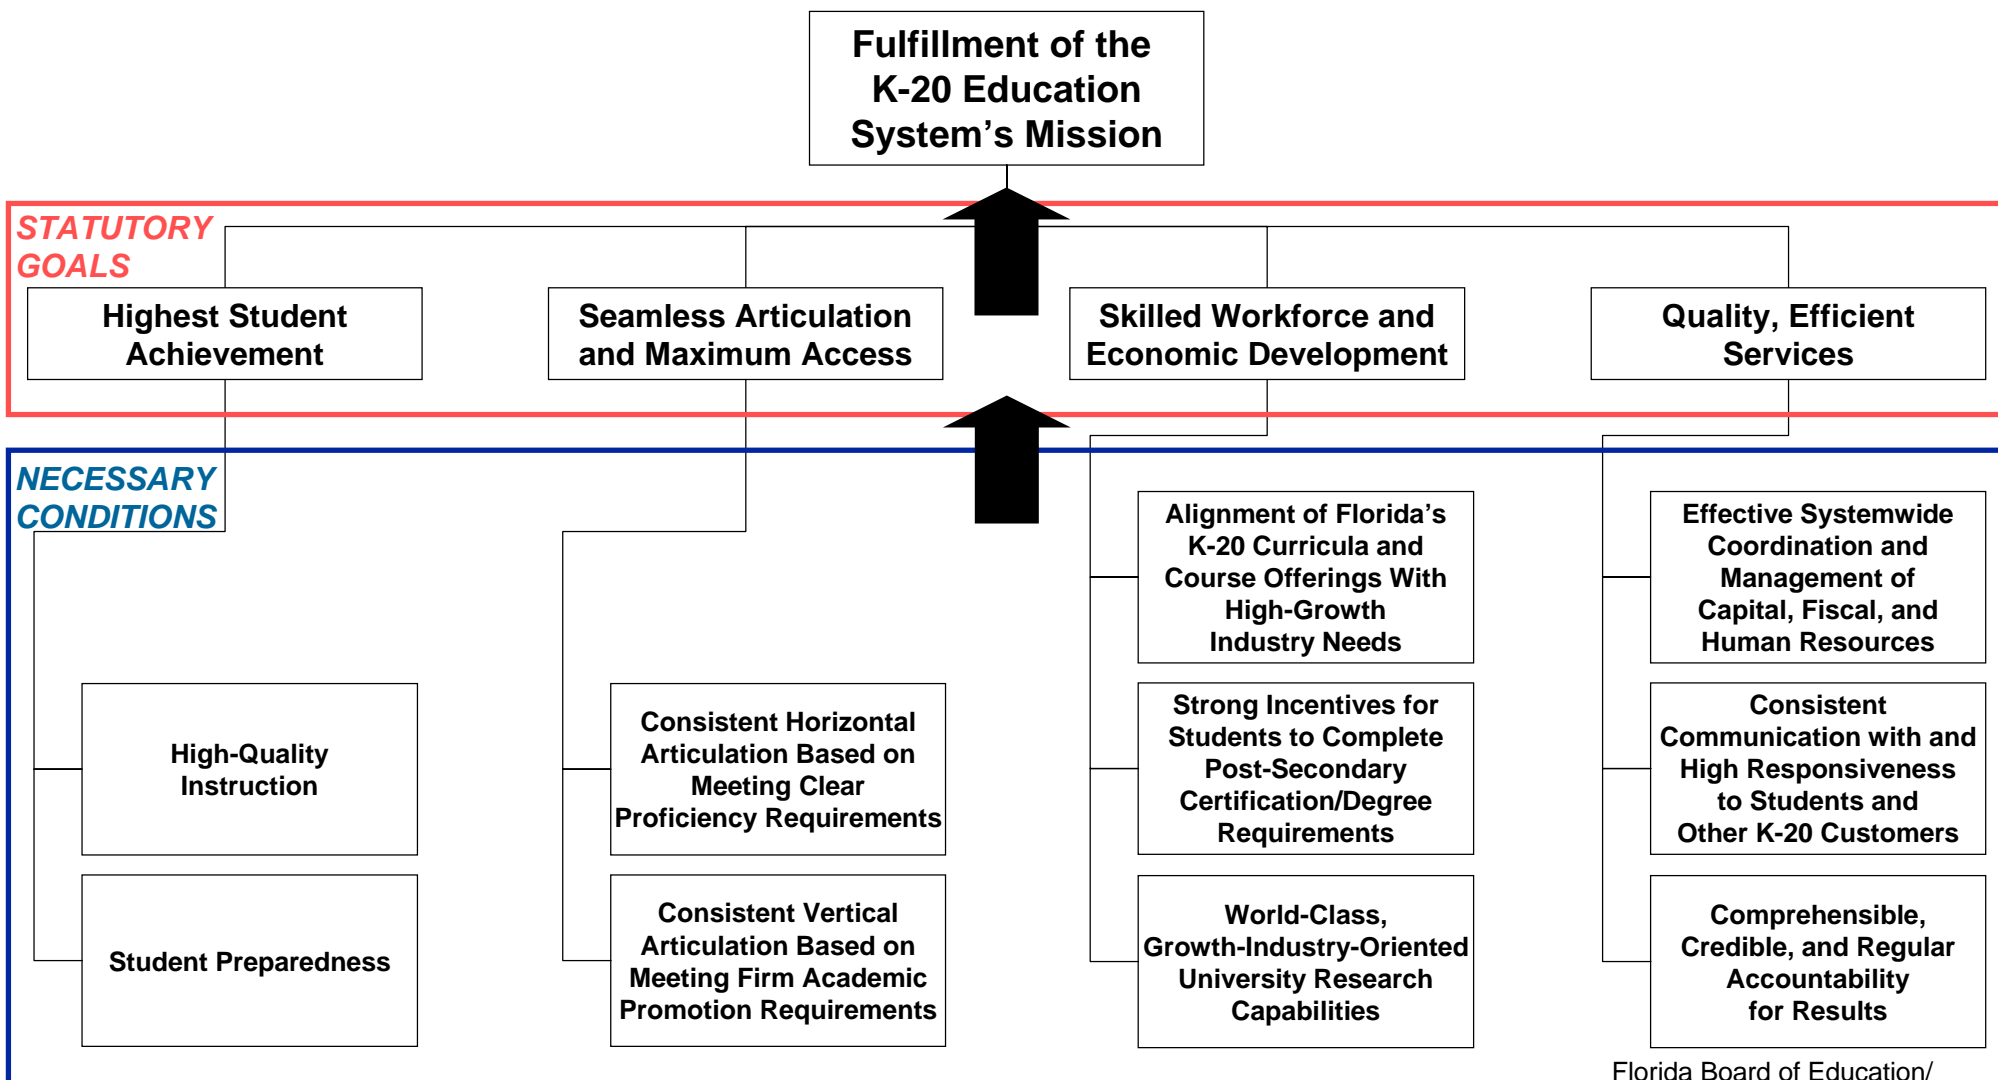 Fulfillment of the
K-20 Education
System’s Mission
STATUTORY
GOALS
Highest Student
Achievement
Seamless Articulation
and Maximum Access
Skilled Workforce and
Economic Development
Quality, Efficient
Services
NECESSARY
CONDITIONS
High-Quality
Instruction
Student Preparedness
Consistent Horizontal
Articulation Based on
Meeting Clear
Proficiency Requirements
Consistent Vertical
Articulation Based on
Meeting Firm Academic
Promotion Requirements
Alignment of Florida’s
K-20 Curricula and
Course Offerings With
High-Growth
Industry Needs
Strong Incentives for
Students to Complete
Post-Secondary
Certification/Degree
Requirements
World-Class,
Growth-Industry-Oriented
University Research
Capabilities
Effective Systemwide
Coordination and
Management of
Capital, Fiscal, and
Human Resources
Consistent
Communication with and
High Responsiveness
to Students and
Other K-20 Customers
Comprehensible,
Credible, and Regular
Accountability
for Results
Florida Board of Education/